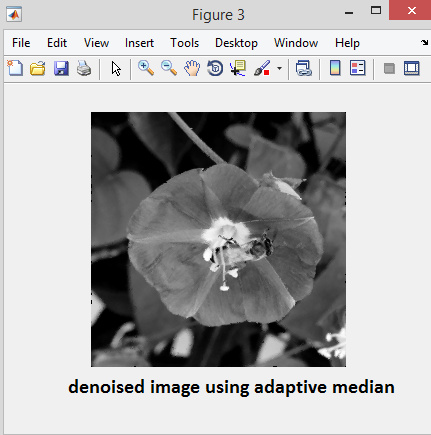 Figure 3
File Edit View Insert Tools Desktop Window Help
denoised image using adaptive median